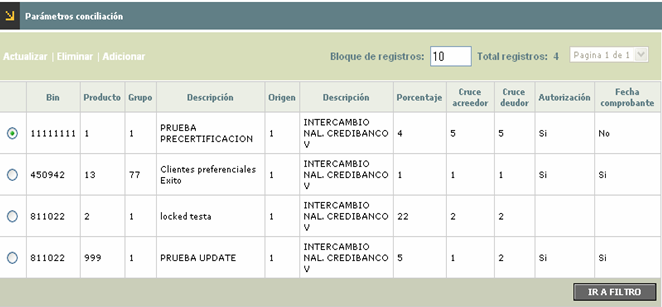 Parámetros conciliación
Actualizar | Eliminar | Adicionar Bloque de registros: 10 Total registros: 4 Pagina 1 de 1
Bin Producto Grupo Descripción Origen Descripción Porcentaje Cruce acreedor Cruce deudor Autorización Fecha comprobante
11111111 1 1 PRUEBA PRECERTIFICACION 1 INTERCAMBIO NAL. CREDIBANCO V 4 5 5 Si No
450942 13 77 Clientes preferenciales Exito 1 INTERCAMBIO NAL. CREDIBANCO V 1 1 1 Si Si
811022 2 1 locked testa 1 INTERCAMBIO NAL. CREDIBANCO V 22 2 2
811022 999 1 PRUEBA UPDATE 1 INTERCAMBIO NAL. CREDIBANCO V 5 1 2 Si Si
IR A FILTRO